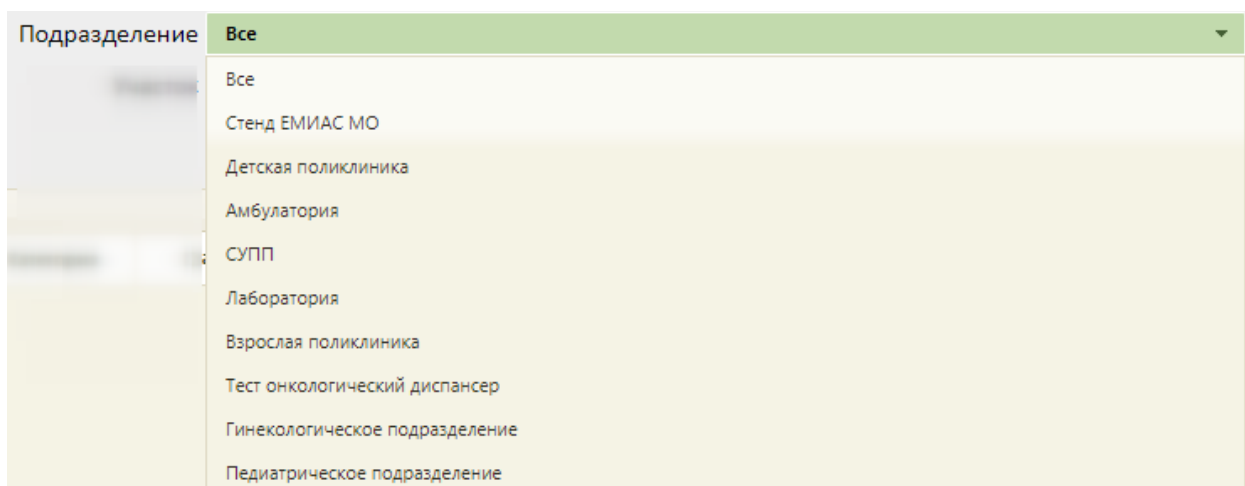 Подразделение Все
Все
Стенд ЕМИАС МО
Детская поликлиника
Амбулатория
СУПП
Лаборатория
Взрослая поликлиника
Тест онкологический диспансер
Гинекологическое подразделение
Педиатрическое подразделение